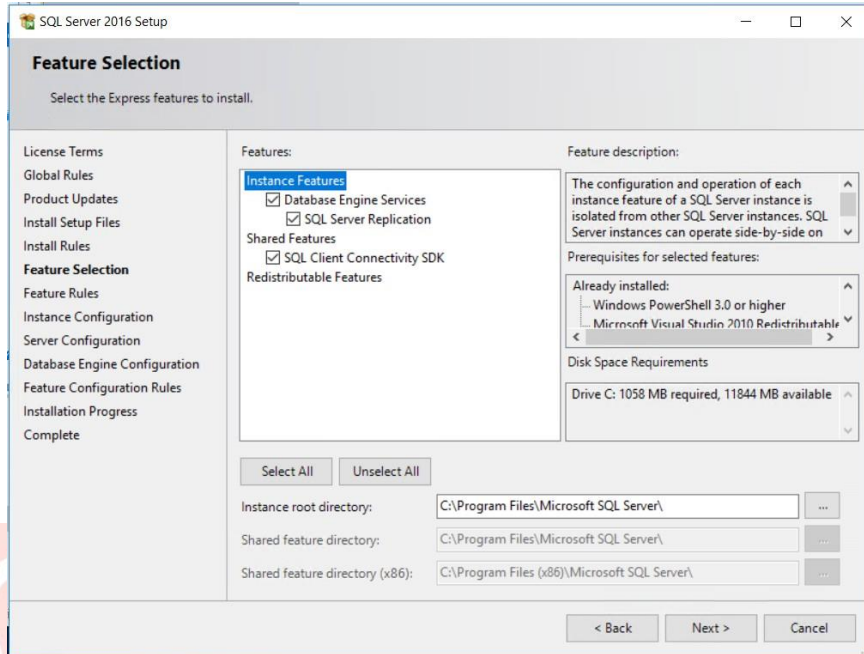 SQL Server 2016 Setup
Feature Selection
Select the Express features to install.
License Terms
Global Rules
Product Updates
Install Setup Files
Install Rules
Feature Selection
Feature Rules
Instance Configuration
Server Configuration
Database Engine Configuration
Feature Configuration Rules
Installation Progress
Complete
Features:
Instance Features
Database Engine Services
SQL Server Replication
Shared Features
SQL Client Connectivity SDK
Redistributable Features
Feature description:
The configuration and operation of each
instance feature of a SQL Server instance is
isolated from other SQL Server instances. SQL
Server instances can operate side-by-side on
Prerequisites for selected features:
Already installed:
Windows PowerShell 3.0 or higher
Microsoft Visual Studio 2010 Redistributable
Disk Space Requirements
Drive C: 1058 MB required, 11844 MB available
Select All
Unselect All
Instance root directory:
C:\Program Files\Microsoft SQL Server\
...
Shared feature directory:
C:\Program Files\Microsoft SQL Server\
...
Shared feature directory (x86):
C:\Program Files (x86)\Microsoft SQL Server\
...
< Back
Next >
Cancel